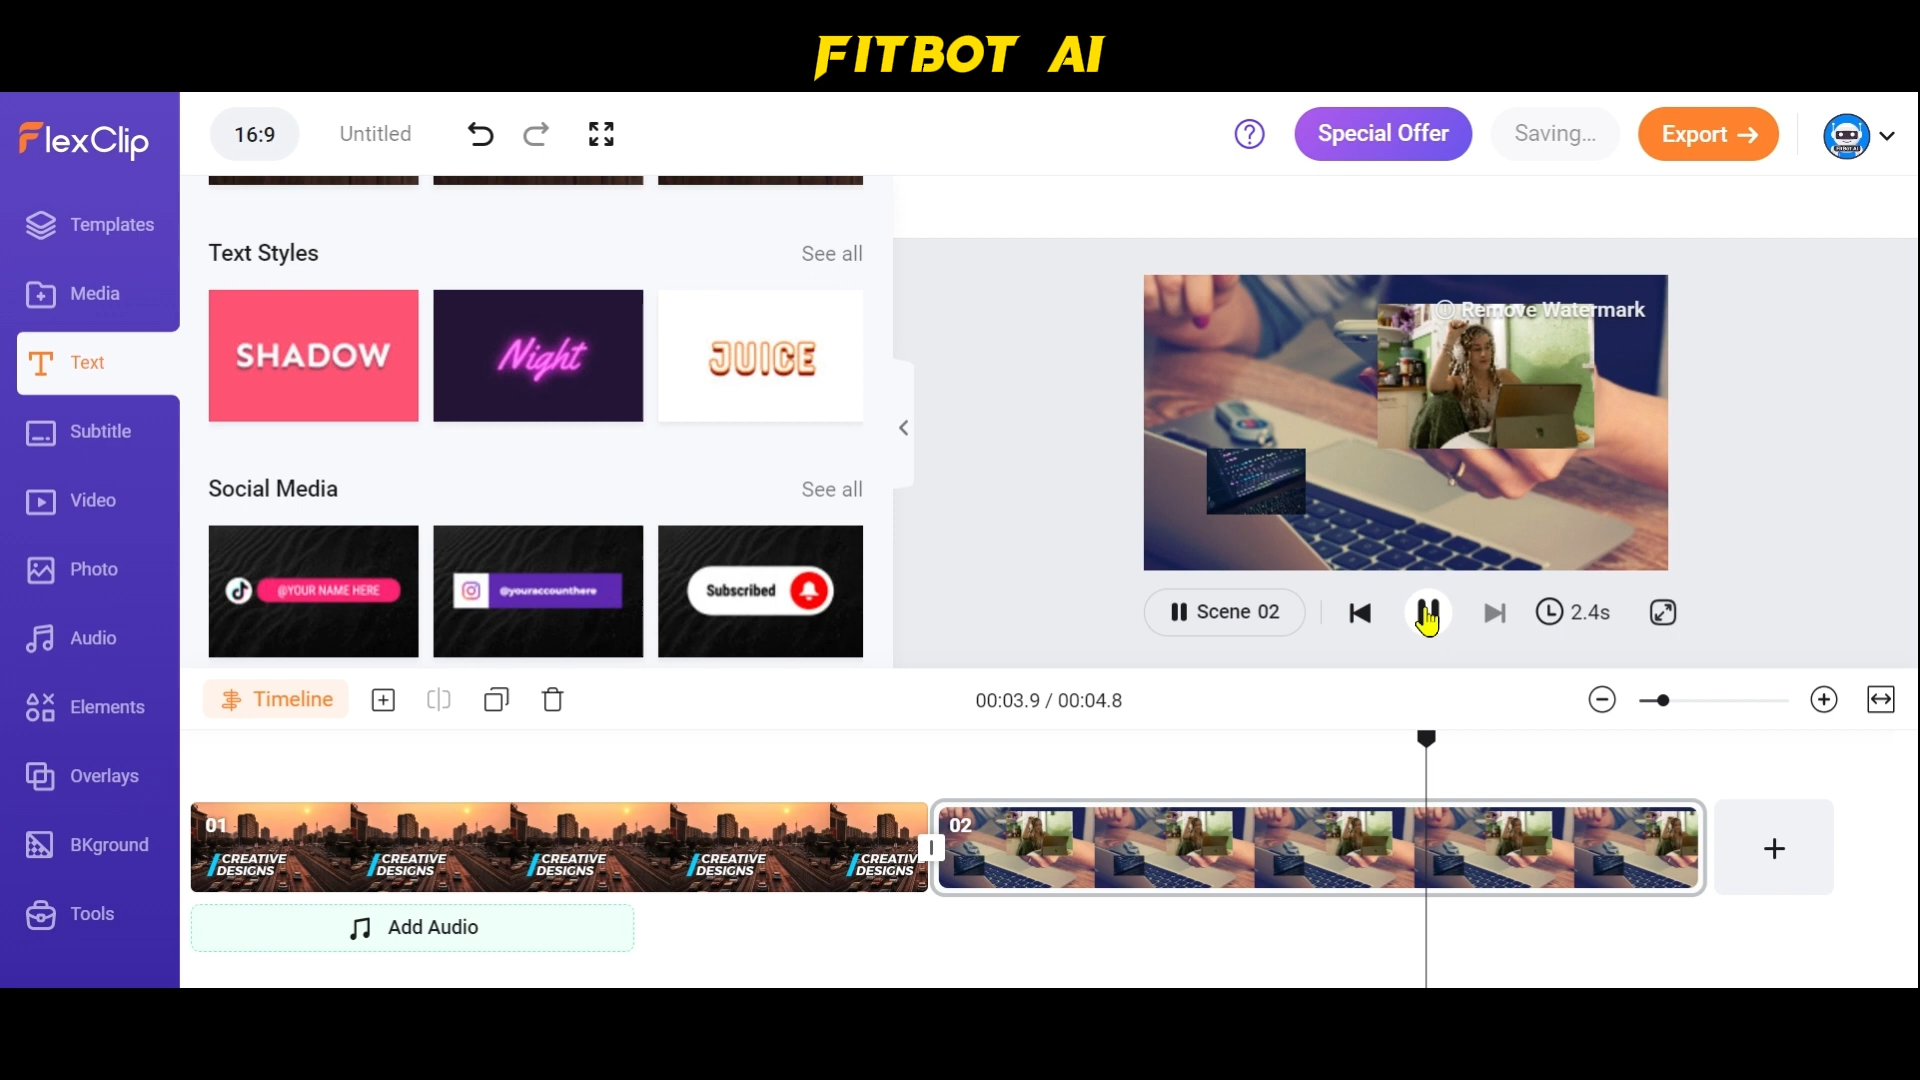 FITBOT AI
FlexClip
16:9
Untitled
Special Offer
Saving...
Export →
Templates
Media
Text
Subtitle
Video
Photo
Audio
Elements
Overlays
BKground
Tools
Text Styles
See all
SHADOW
Night
JUICE
Social Media
See all
@YOUR NAME HERE
@youraccounthere
Subscribed
Remove Watermark
Scene 02
2.4s
Timeline
00:03.9 / 00:04.8
01
CREATIVE
DESIGNS
CREATIVE
DESIGNS
CREATIVE
DESIGNS
CREATIVE
DESIGNS
CREATIV
DESIGNS
02
+
Add Audio